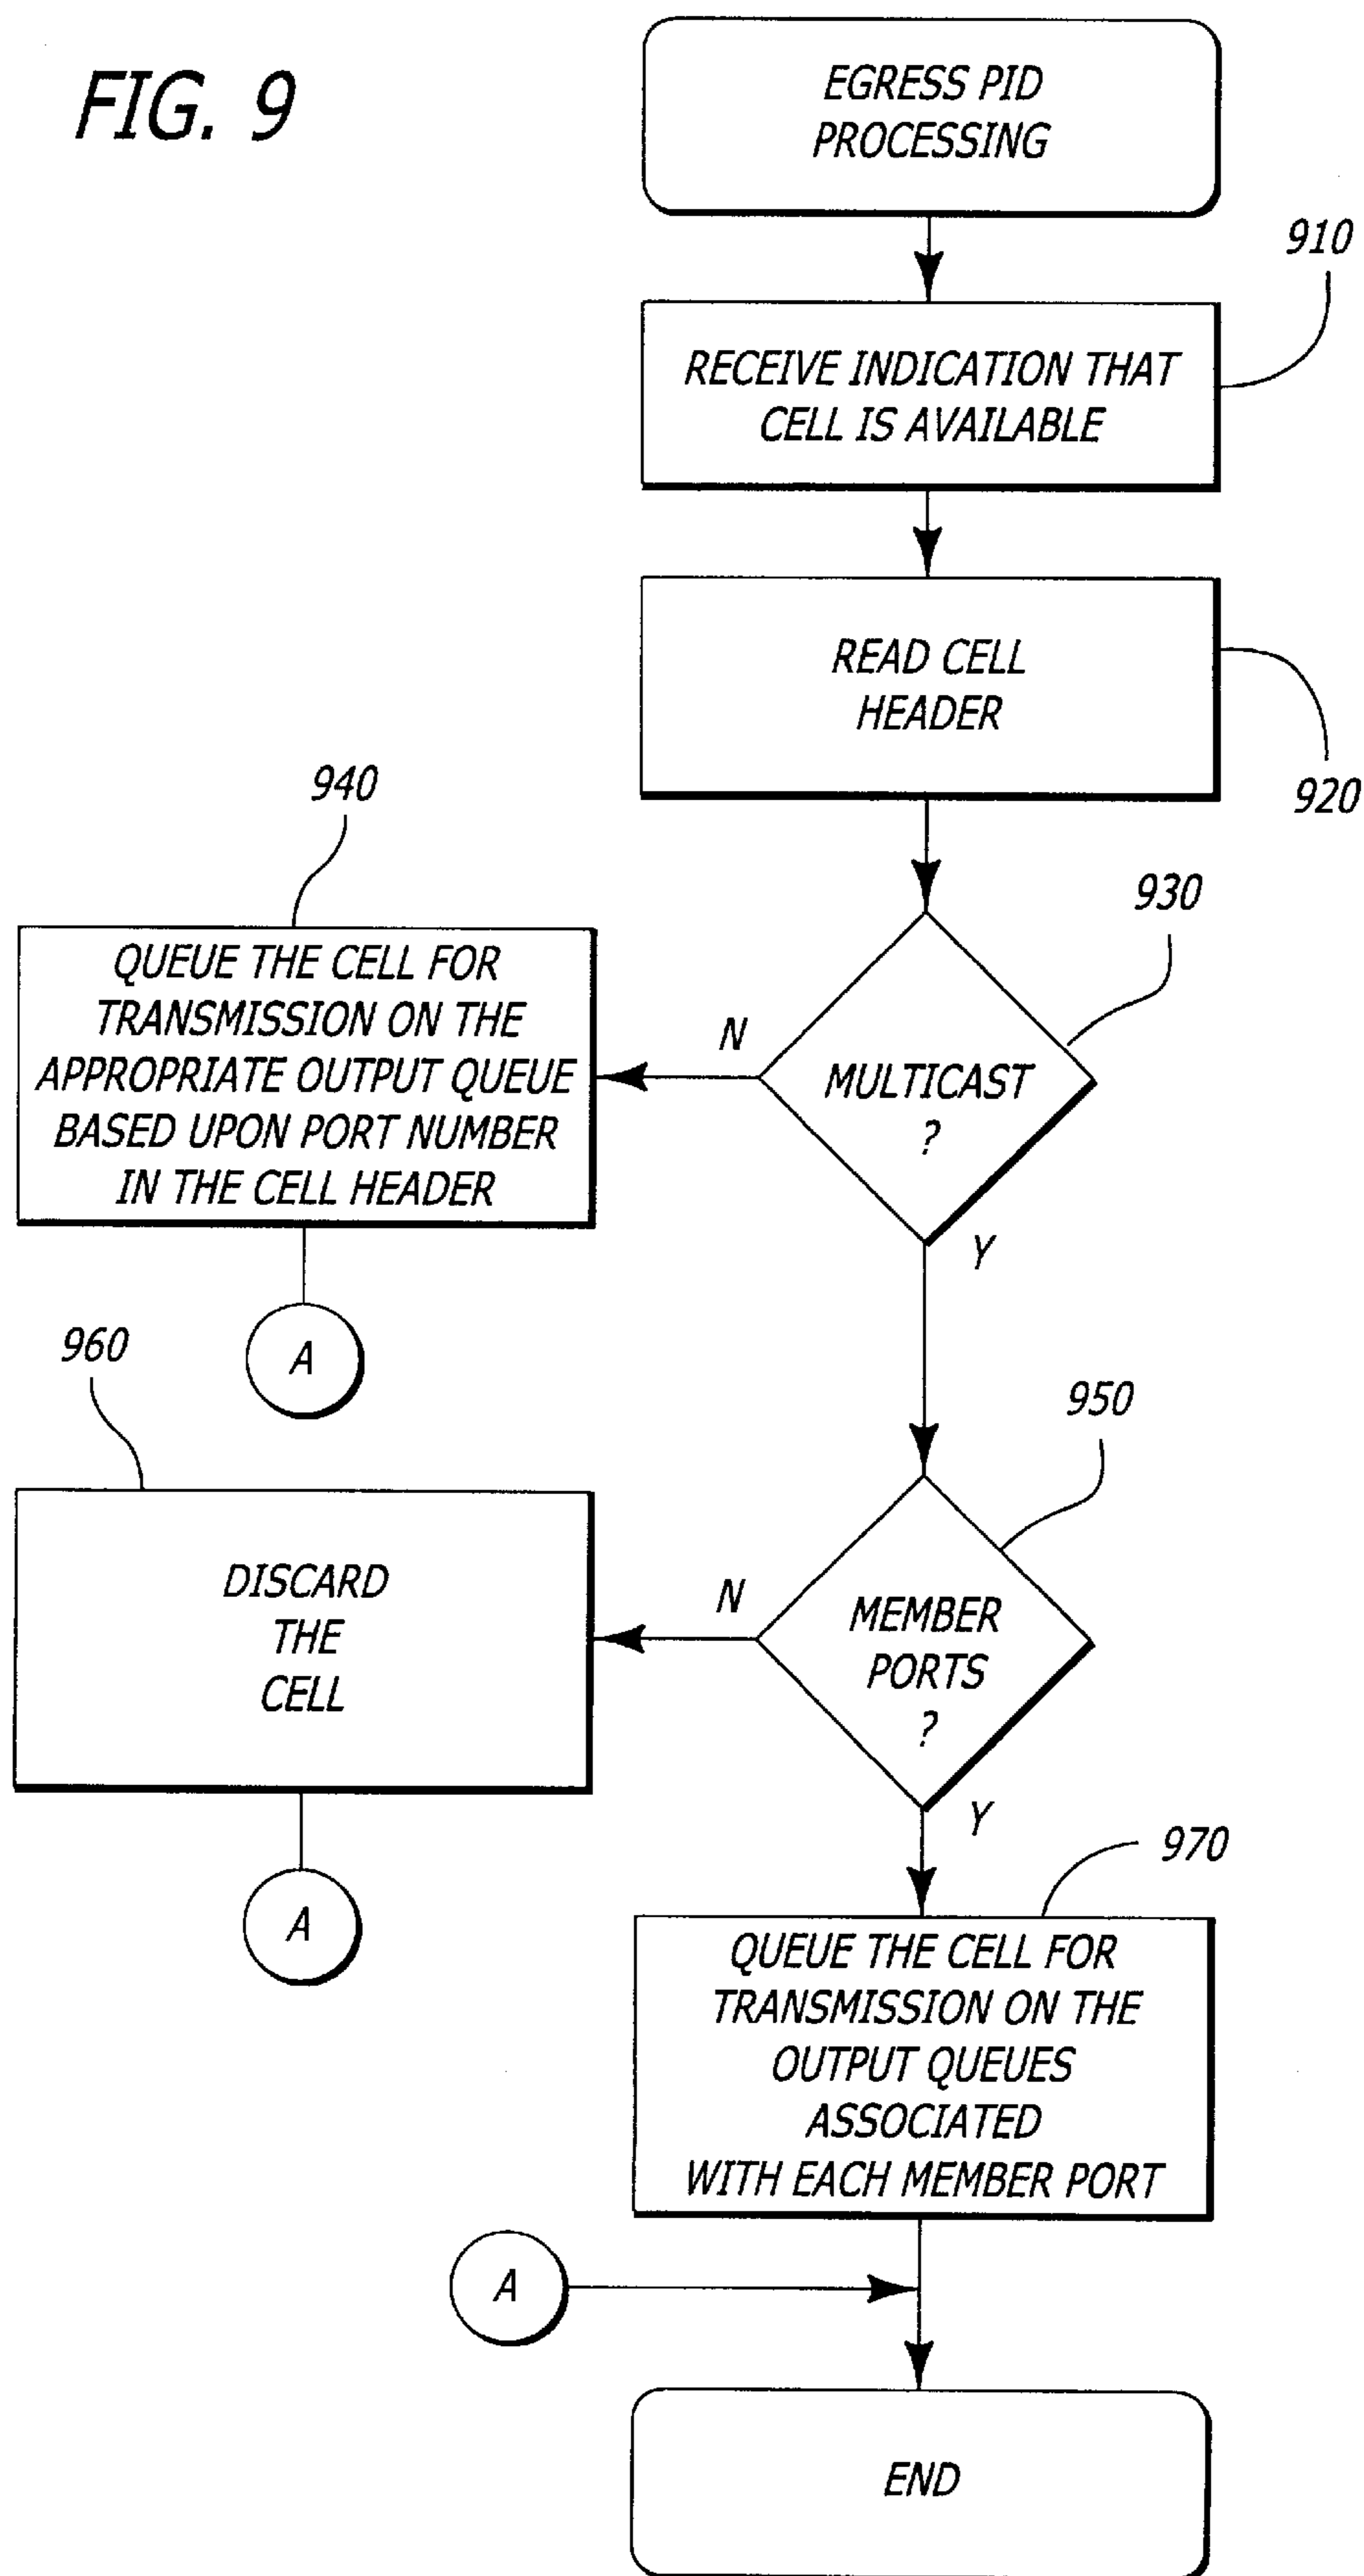 FIG. 9
EGRESS PID
PROCESSING
910
RECEIVE INDICATION THAT
CELL IS AVAILABLE
READ CELL
HEADER
920
940
930
QUEUE THE CELL FOR
TRANSMISSION ON THE
APPROPRIATE OUTPUT QUEUE
BASED UPON PORT NUMBER
IN THE CELL HEADER
N
MULTICAST
?
Y
A
960
950
DISCARD
THE
CELL
N
MEMBER
PORTS
?
Y
A
970
QUEUE THE CELL FOR
TRANSMISSION ON THE
OUTPUT QUEUES
ASSOCIATED
WITH EACH MEMBER PORT
A
END